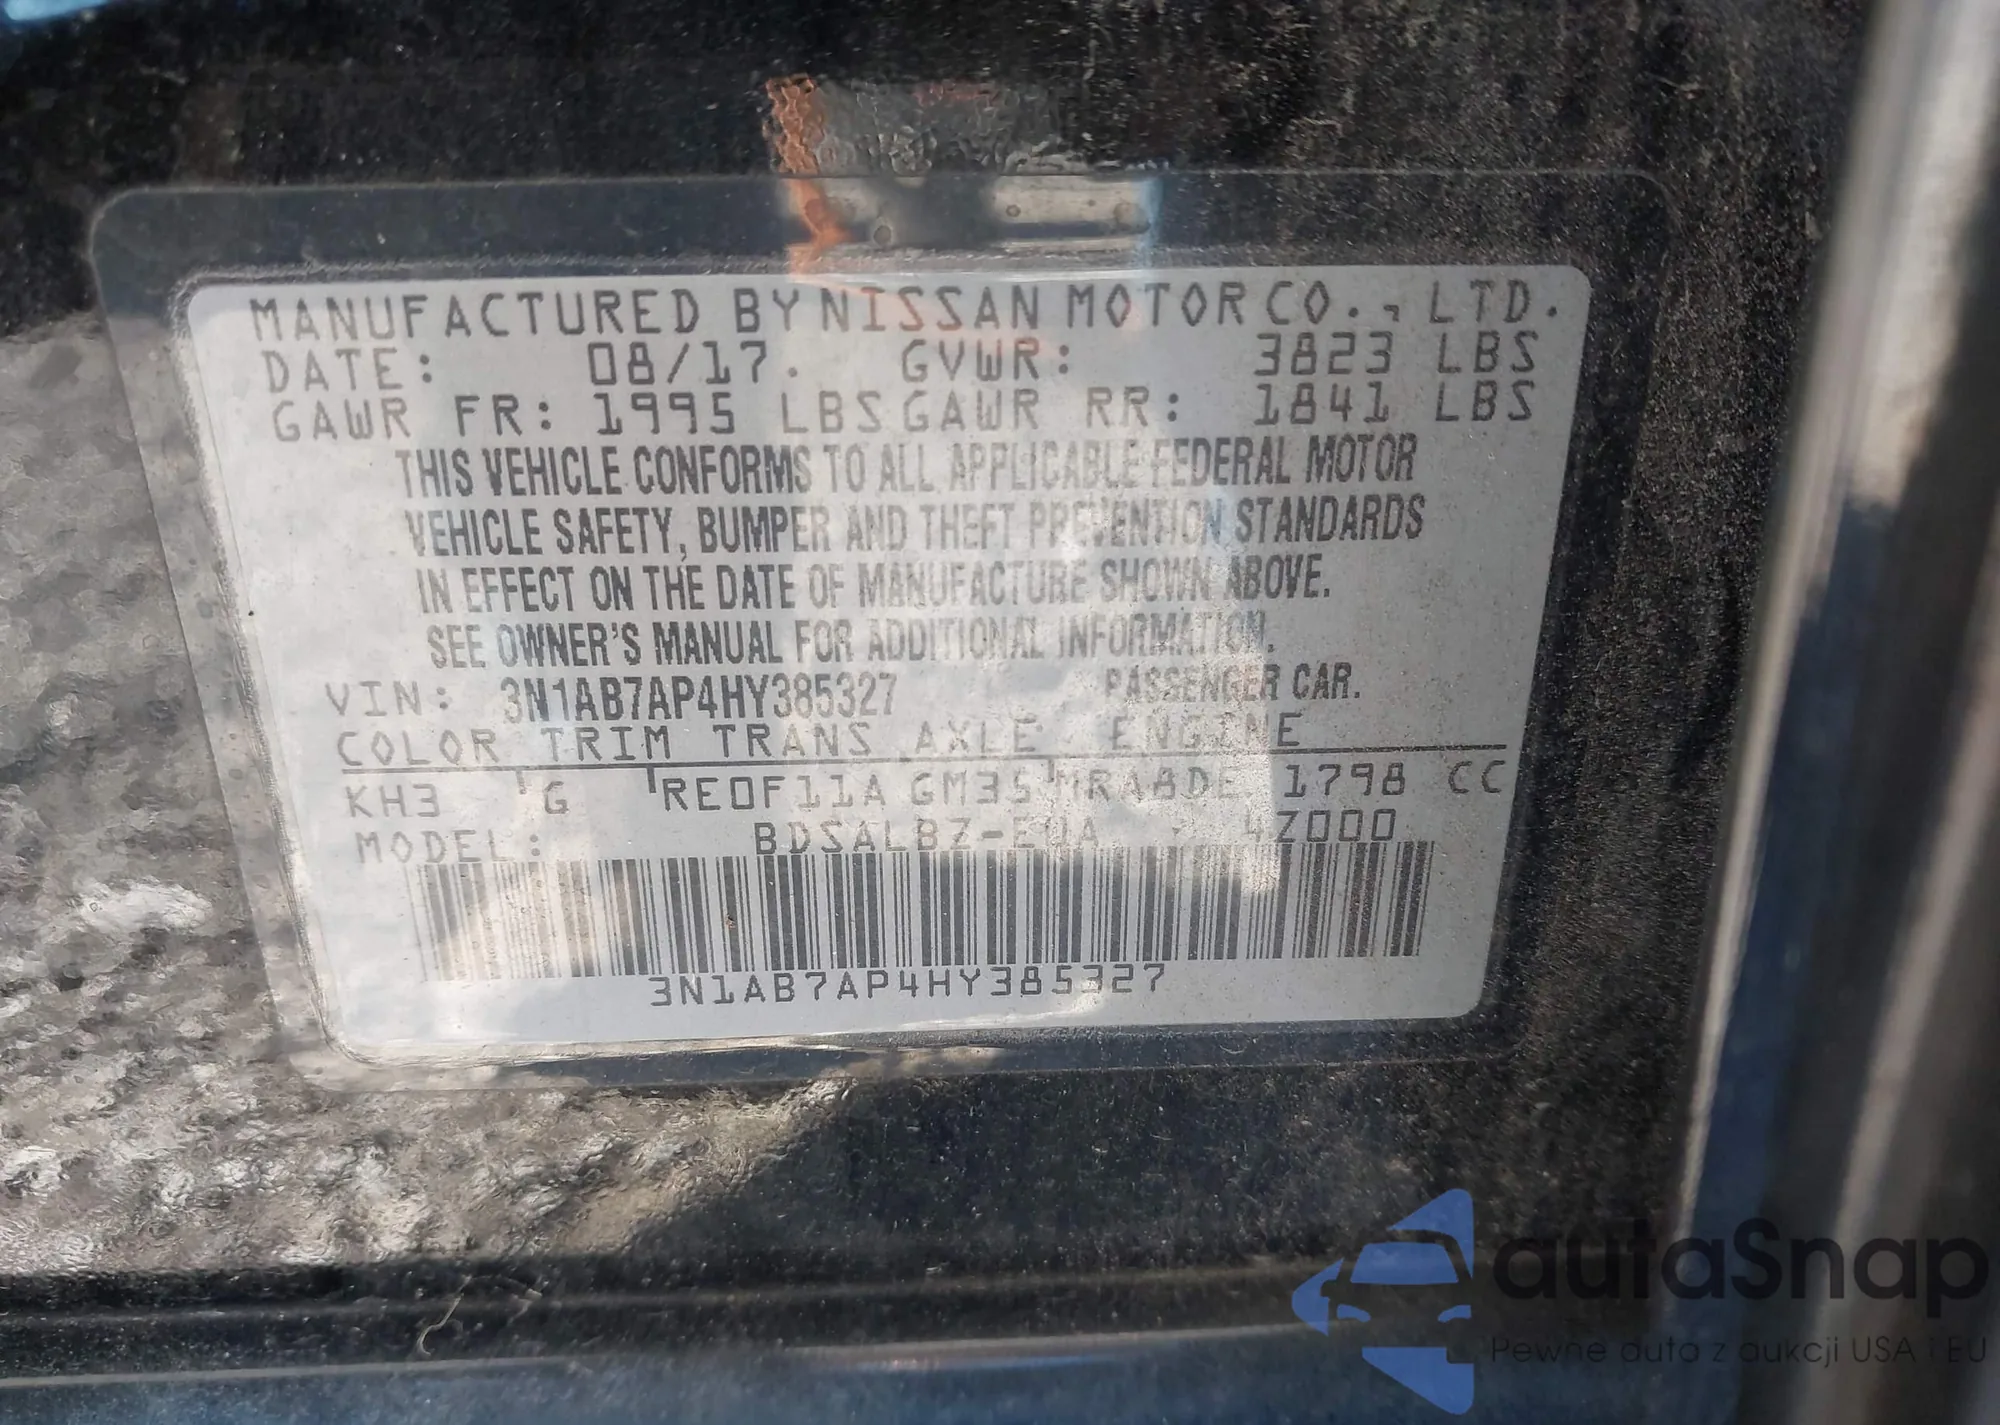 MANUFACTURED BY NISSAN MOTOR CO., LTD.
DATE: 08/17. GVWR: 3823 LBS
GAWR FR: 1995 LBS GAWR RR: 1841 LBS
THIS VEHICLE CONFORMS TO ALL APPLICABLE FEDERAL MOTOR
VEHICLE SAFETY, BUMPER AND THEFT PREVENTION STANDARDS
IN EFFECT ON THE DATE OF MANUFACTURE SHOWN ABOVE.
SEE OWNER'S MANUAL FOR ADDITIONAL INFORMATION.
VIN: 3N1AB7AP4HY385327 PASSENGER CAR.
COLOR TRIM TRANS AXLE ENGINE
KH3 G RE0F11A GM35 MRA8DE 1798 CC
MODEL: BDSALBZ-EUA - 4Z000
3N1AB7AP4HY385327
autaSnap
Pewne auta z aukcji USA i EU